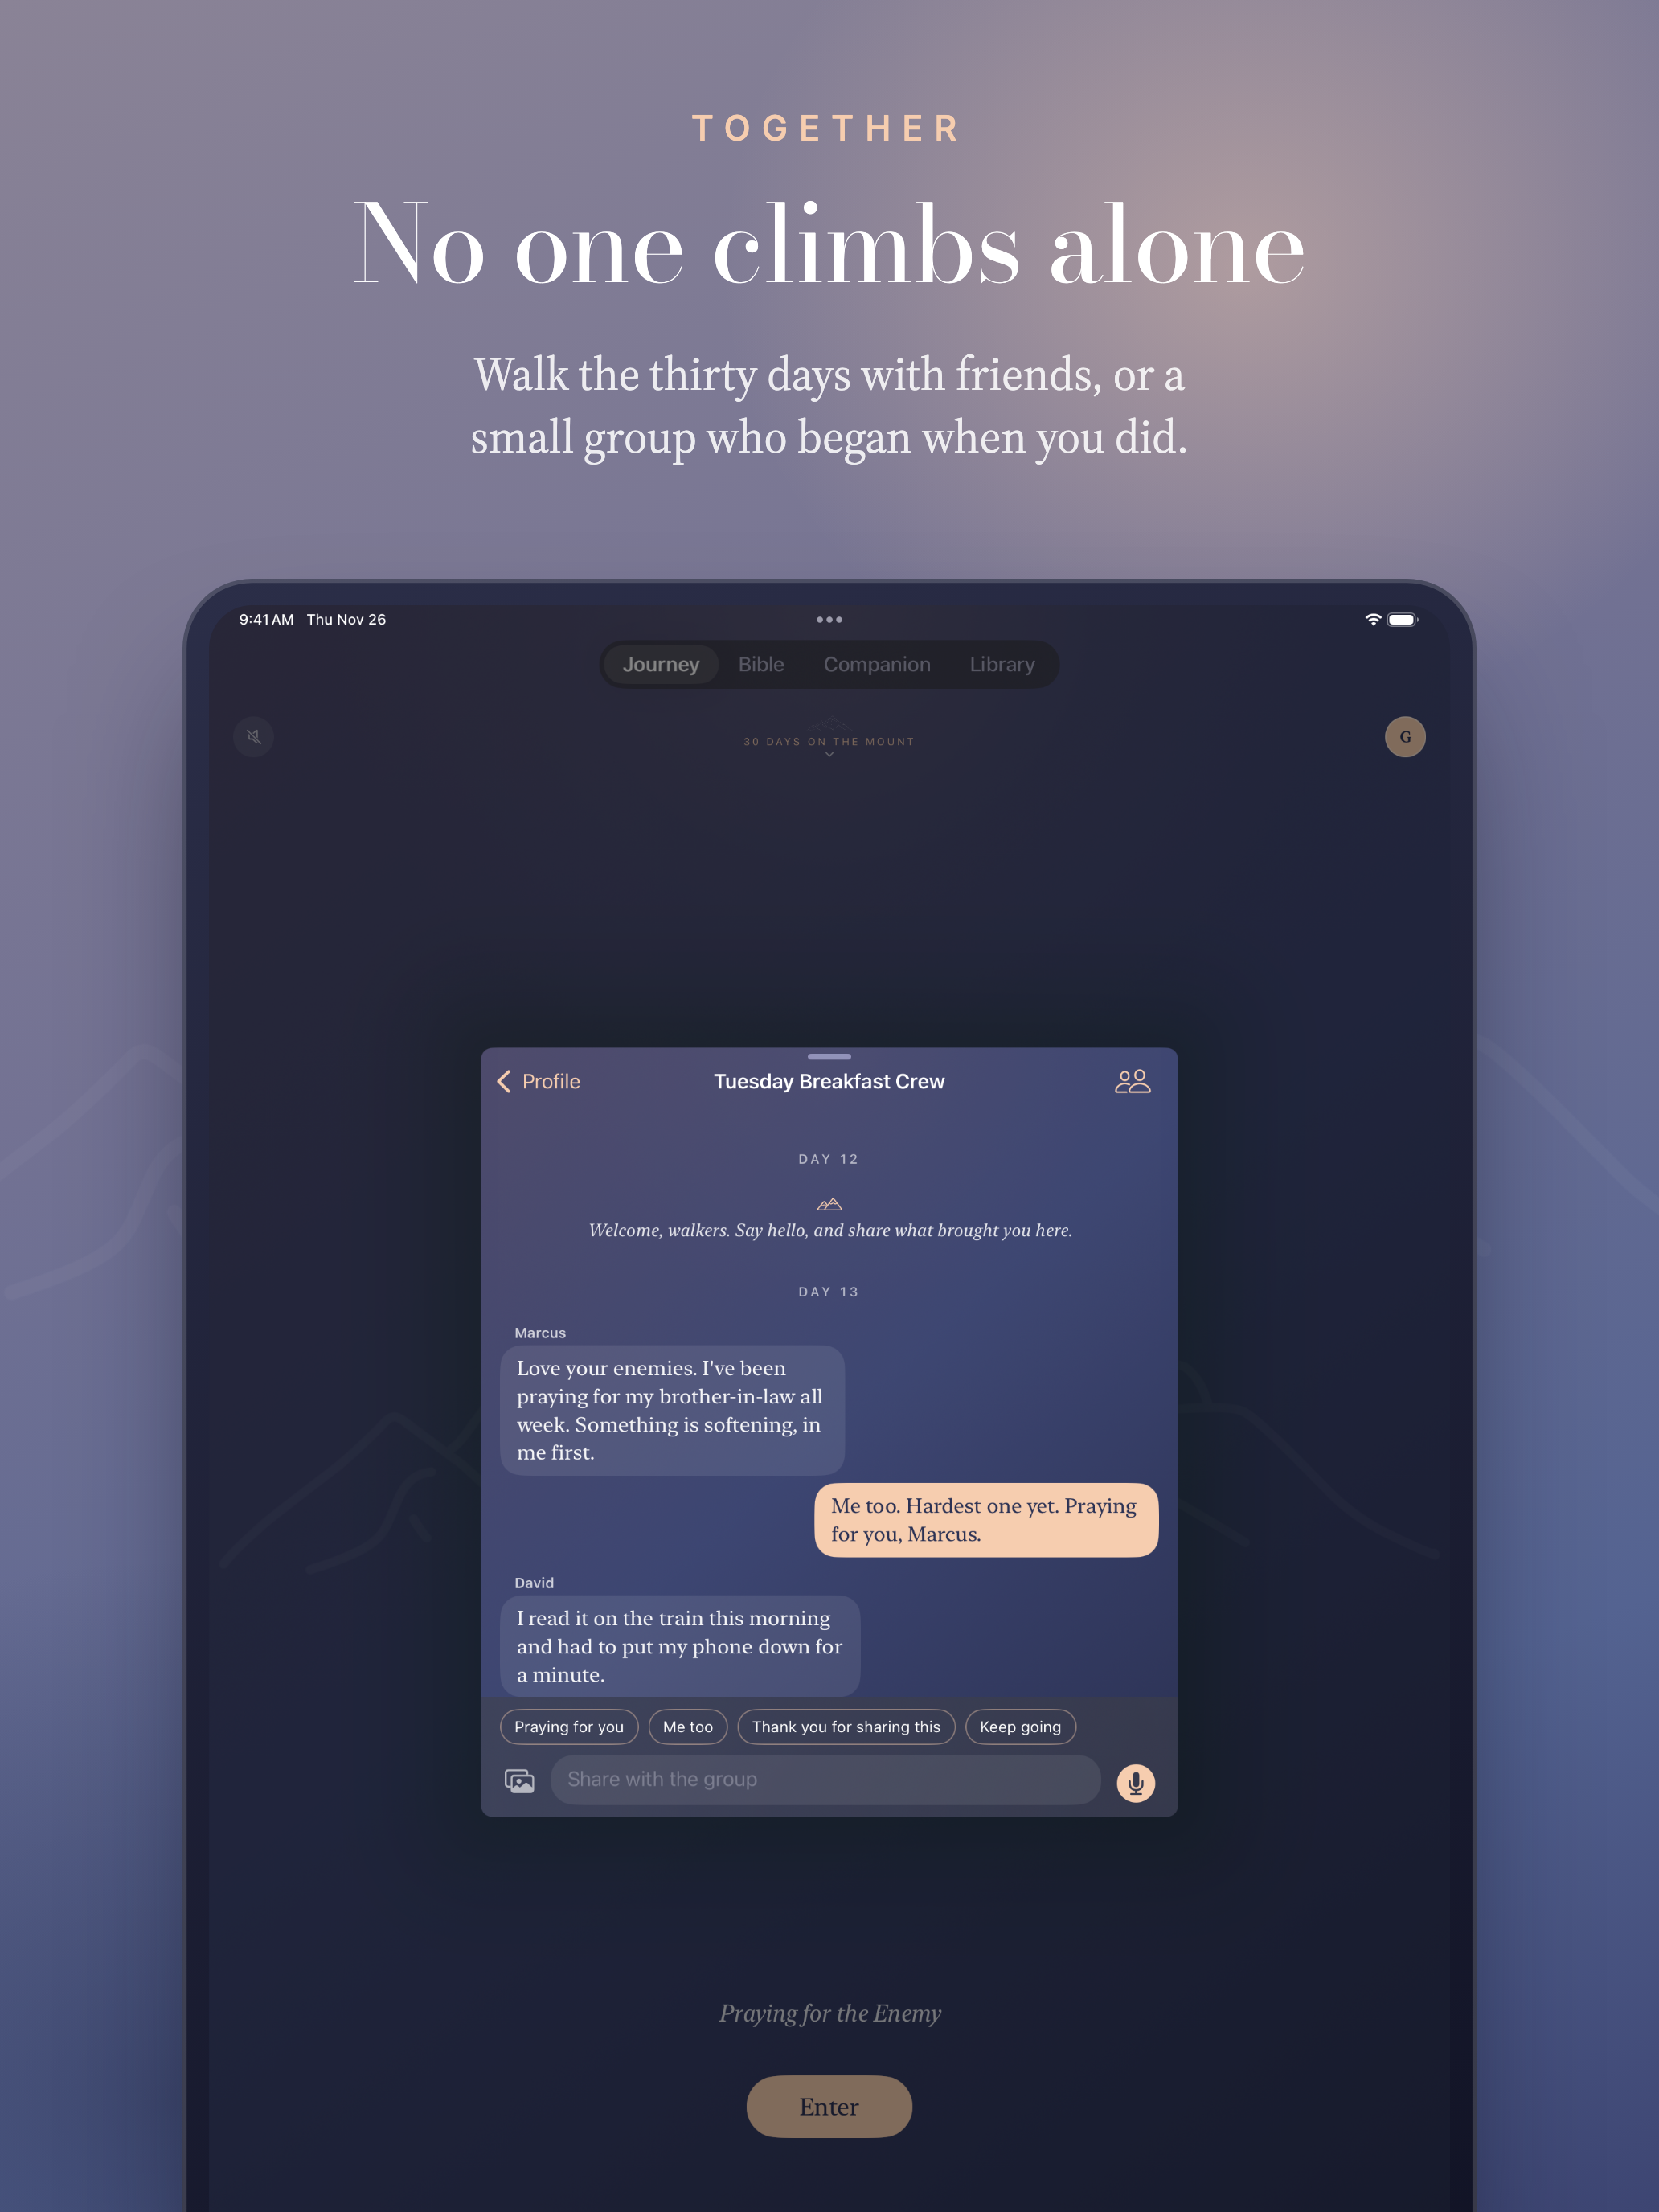 TOGETHER
No one climbs alone
Walk the thirty days with friends, or a
small group who began when you did.
9:41 AM Thu Nov 26
Journey Bible Companion Library
30 DAYS ON THE MOUNT
G
Profile Tuesday Breakfast Crew
DAY 12
Welcome, walkers. Say hello, and share what brought you here.
DAY 13
Marcus
Love your enemies. I've been
praying for my brother-in-law all
week. Something is softening, in
me first.
Me too. Hardest one yet. Praying
for you, Marcus.
David
I read it on the train this morning
and had to put my phone down for
a minute.
Praying for you Me too Thank you for sharing this Keep going
Share with the group
Praying for the Enemy
Enter